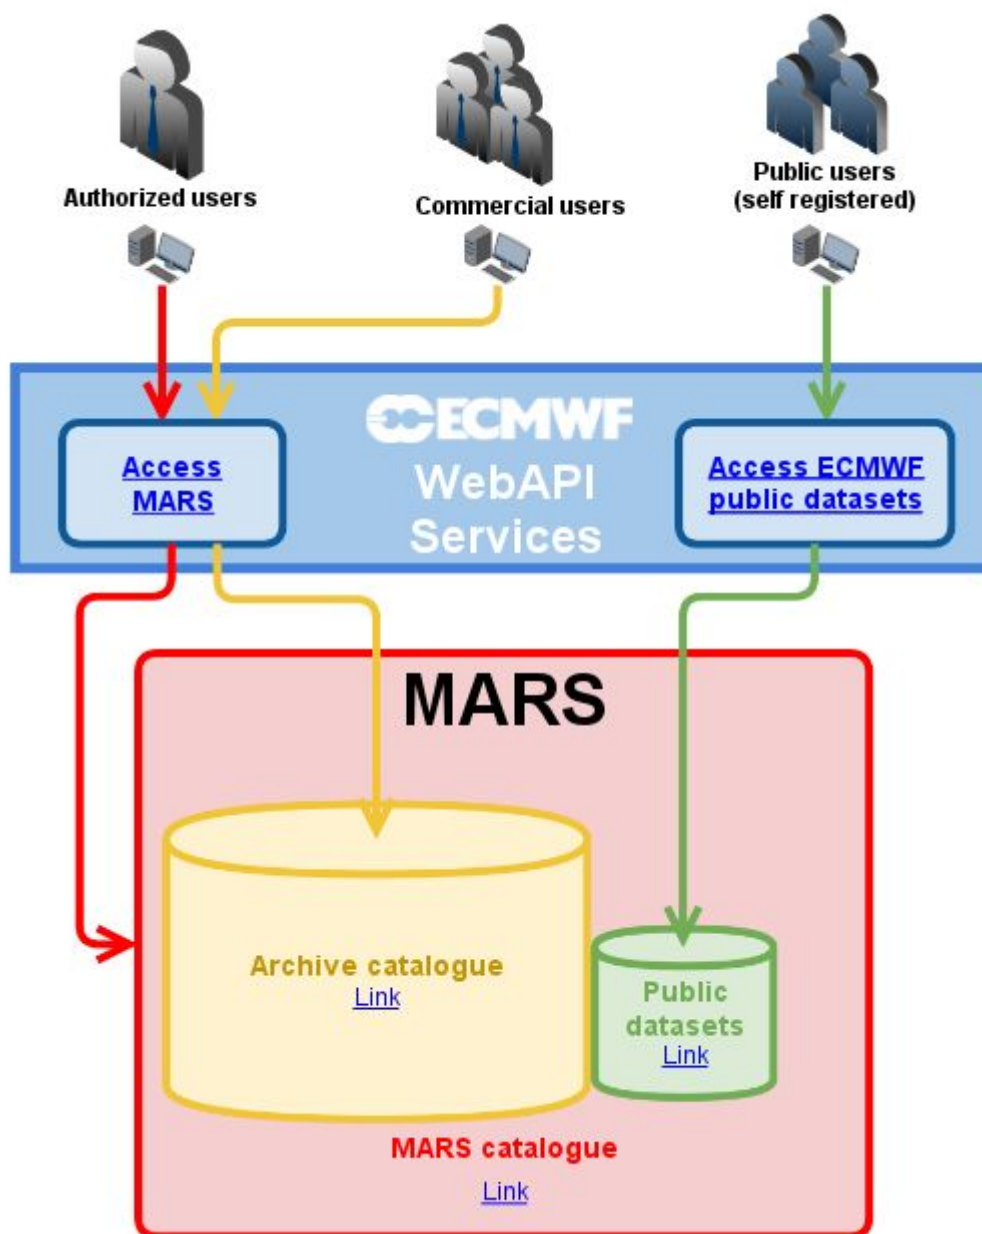 Authorized users
Commercial users
Public users
(self registered)
ECMWF
WebAPI
Services
Access
MARS
Access ECMWF
public datasets
MARS
Archive catalogue
Link
Public
datasets
Link
MARS catalogue
Link